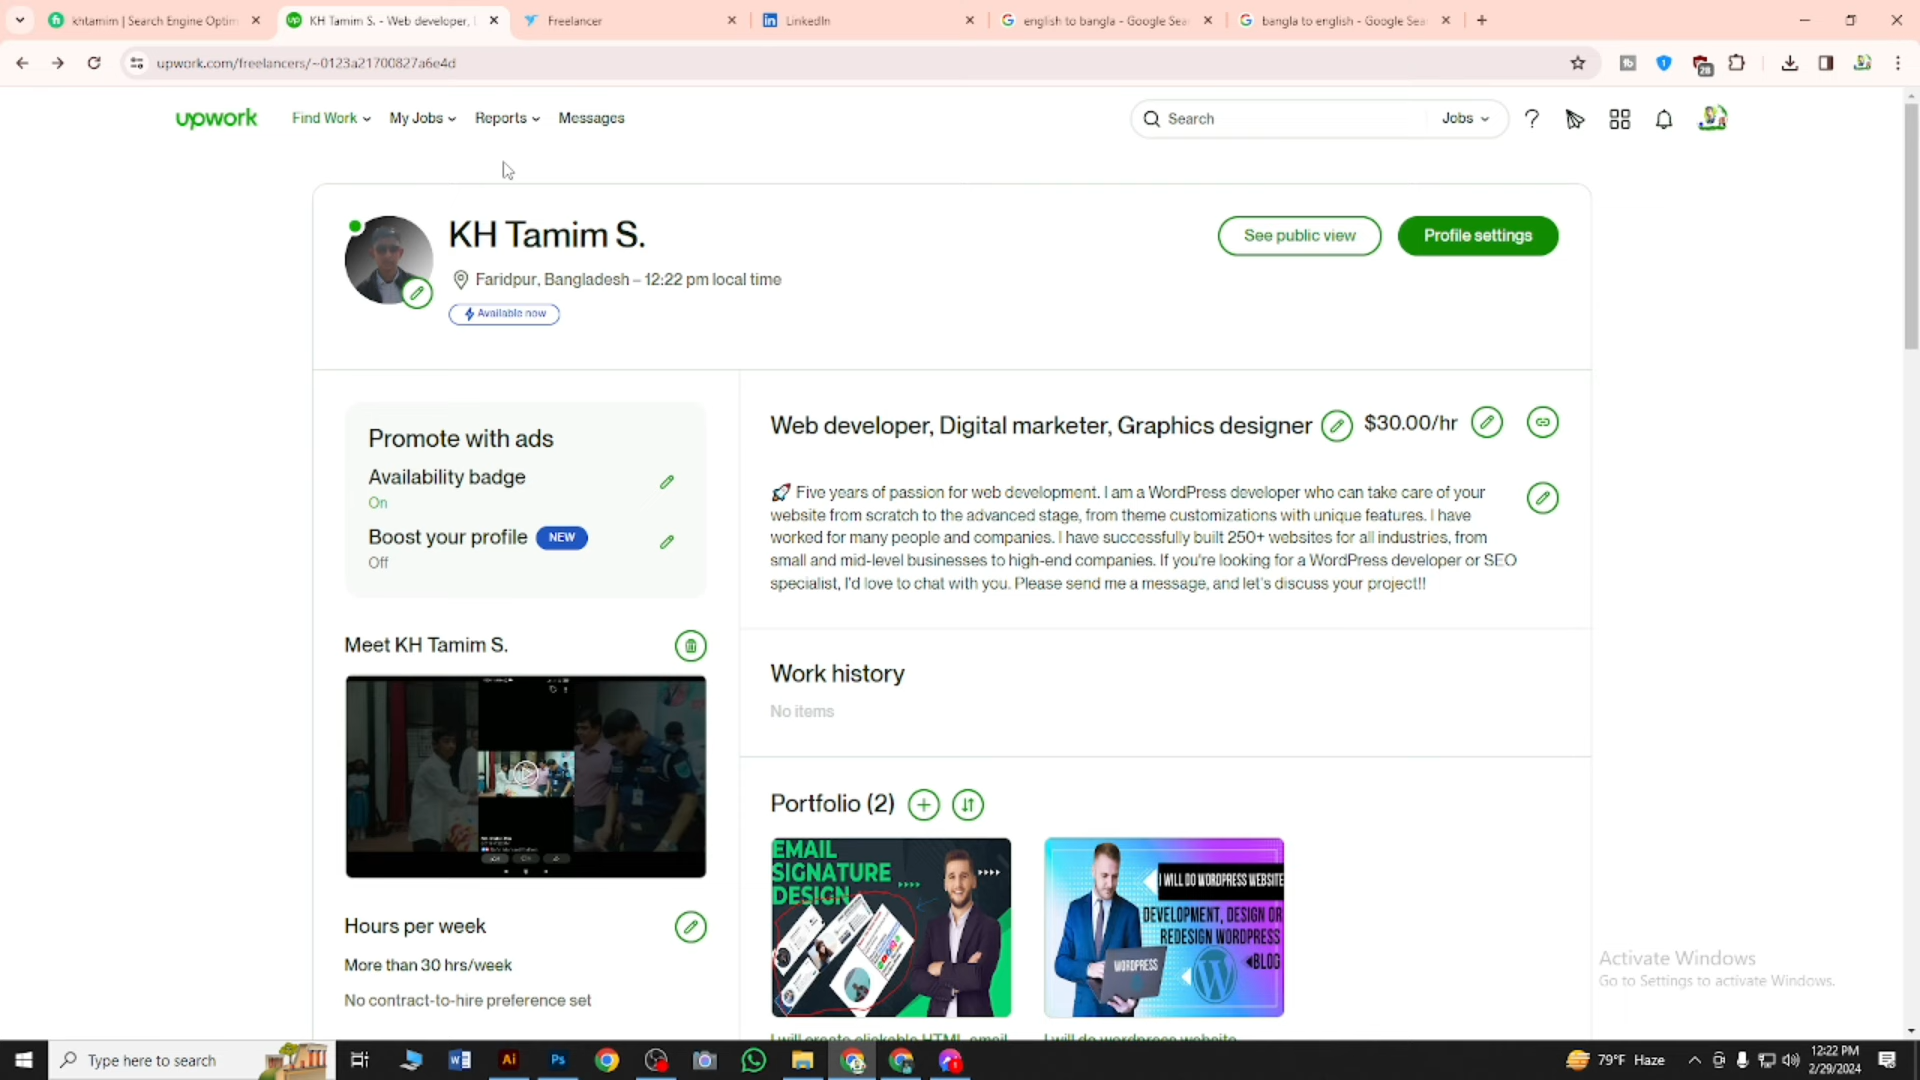 khtamim | Search Engine Optim
KH Tamim S. - Web developer,
Freelancer
LinkedIn
english to bangla - Google Sea
bangla to english - Google Sea
upwork.com/freelancers/~0123a21700827a6e4d
28
upwork
Find Work
My Jobs
Reports
Messages
Search
Jobs
KH Tamim S.
Faridpur, Bangladesh – 12:22 pm local time
Available now
See public view
Profile settings
Promote with ads
Availability badge
On
Boost your profile NEW
Off
Meet KH Tamim S.
Hours per week
More than 30 hrs/week
No contract-to-hire preference set
Web developer, Digital marketer, Graphics designer
$30.00/hr
🚀 Five years of passion for web development. I am a WordPress developer who can take care of your
website from scratch to the advanced stage, from theme customizations with unique features. I have
worked for many people and companies. I have successfully built 250+ websites for all industries, from
small and mid-level businesses to high-end companies. If you're looking for a WordPress developer or SEO
specialist, I'd love to chat with you. Please send me a message, and let's discuss your project!!
Work history
No items
Portfolio (2)
EMAIL
SIGNATURE
DESIGN
I WILL DO WORDPRESS WEBSITE
DEVELOPMENT, DESIGN OR
REDESIGN WORDPRESS
BLOG
WORDPRESS
I will create clickable HTML email
I will do wordpress website
Activate Windows
Go to Settings to activate Windows.
Type here to search
79°F Haze
12:22 PM
2/29/2024